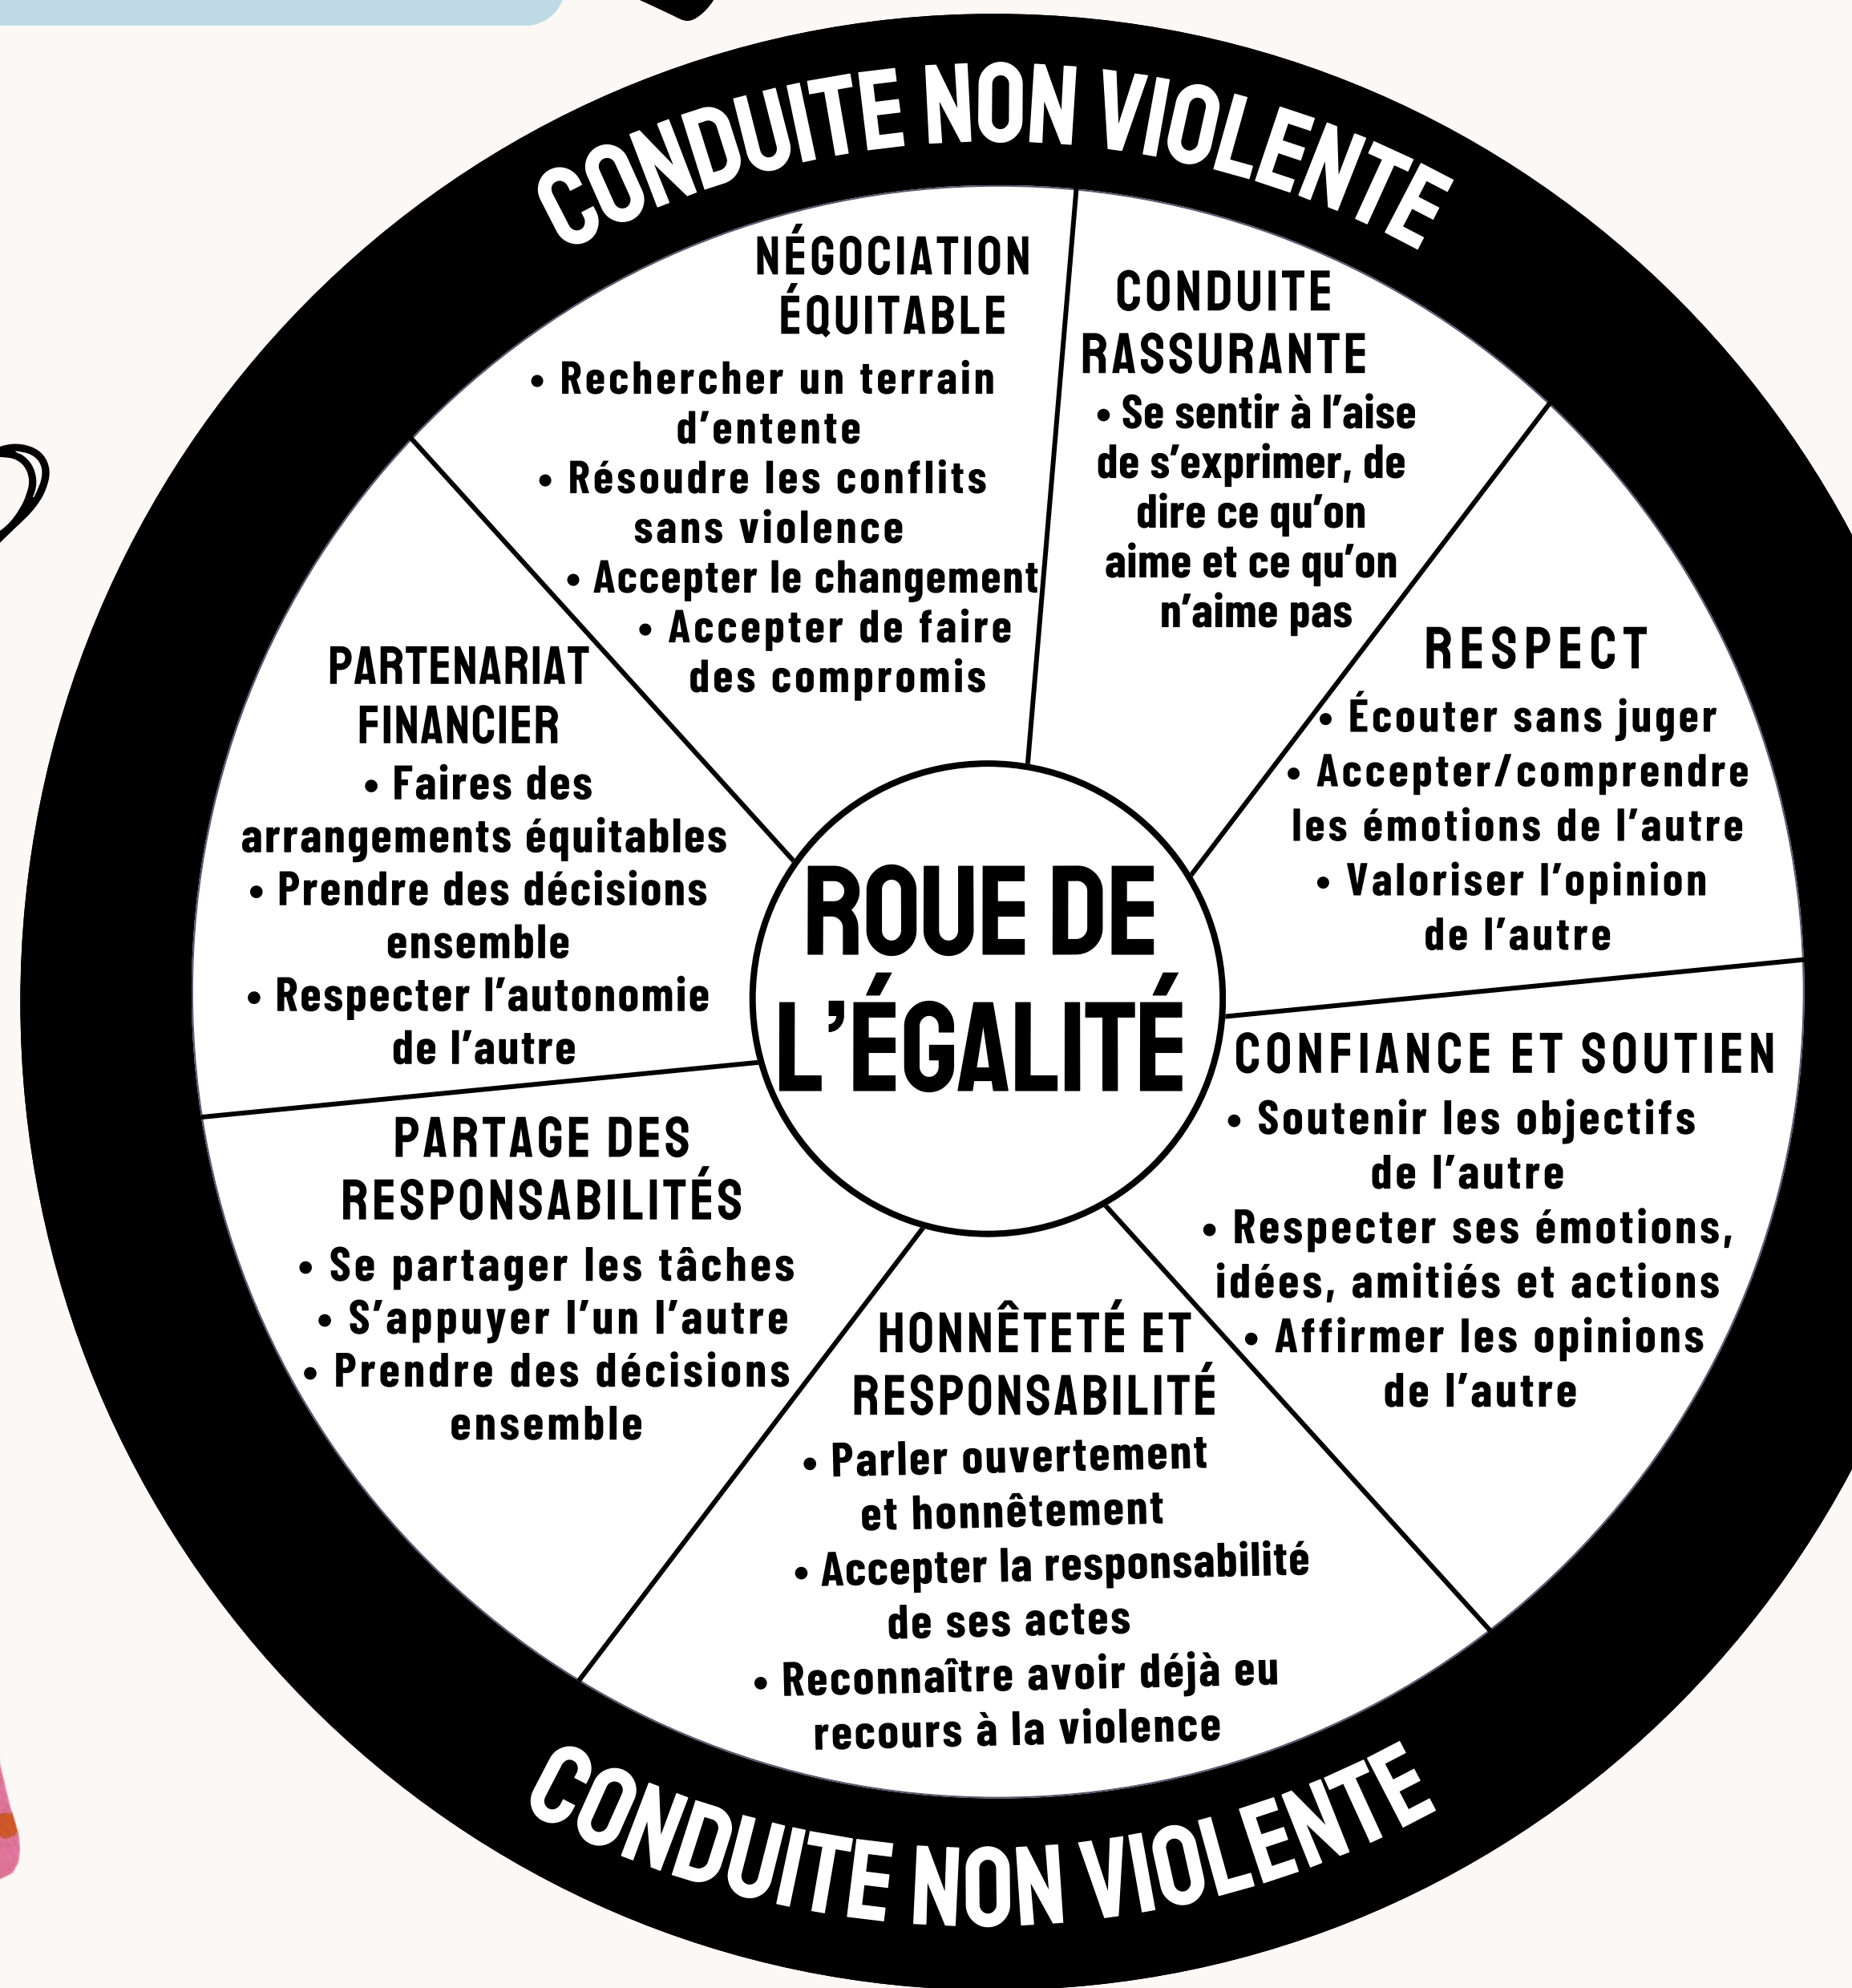 CONDUITE NON VIOLENTE
NÉGOCIATION
ÉQUITABLE
• Rechercher un terrain
d’entente
• Résoudre les conflits
sans violence
• Accepter le changement
• Accepter de faire
des compromis
CONDUITE
RASSURANTE
• Se sentir à l’aise
de s’exprimer, de
dire ce qu’on
aime et ce qu’on
n’aime pas
RESPECT
• Écouter sans juger
• Accepter/comprendre
les émotions de l’autre
• Valoriser l’opinion
de l’autre
CONFIANCE ET SOUTIEN
• Soutenir les objectifs
de l’autre
• Respecter ses émotions,
idées, amitiés et actions
• Affirmer les opinions
de l’autre
HONNÊTETÉ ET
RESPONSABILITÉ
• Parler ouvertement
et honnêtement
• Accepter la responsabilité
de ses actes
• Reconnaître avoir déjà eu
recours à la violence
PARTAGE DES
RESPONSABILITÉS
• Se partager les tâches
• S’appuyer l’un l’autre
• Prendre des décisions
ensemble
PARTENARIAT
FINANCIER
• Faires des
arrangements équitables
• Prendre des décisions
ensemble
• Respecter l’autonomie
de l’autre
ROUE DE
L’ÉGALITÉ
CONDUITE NON VIOLENTE